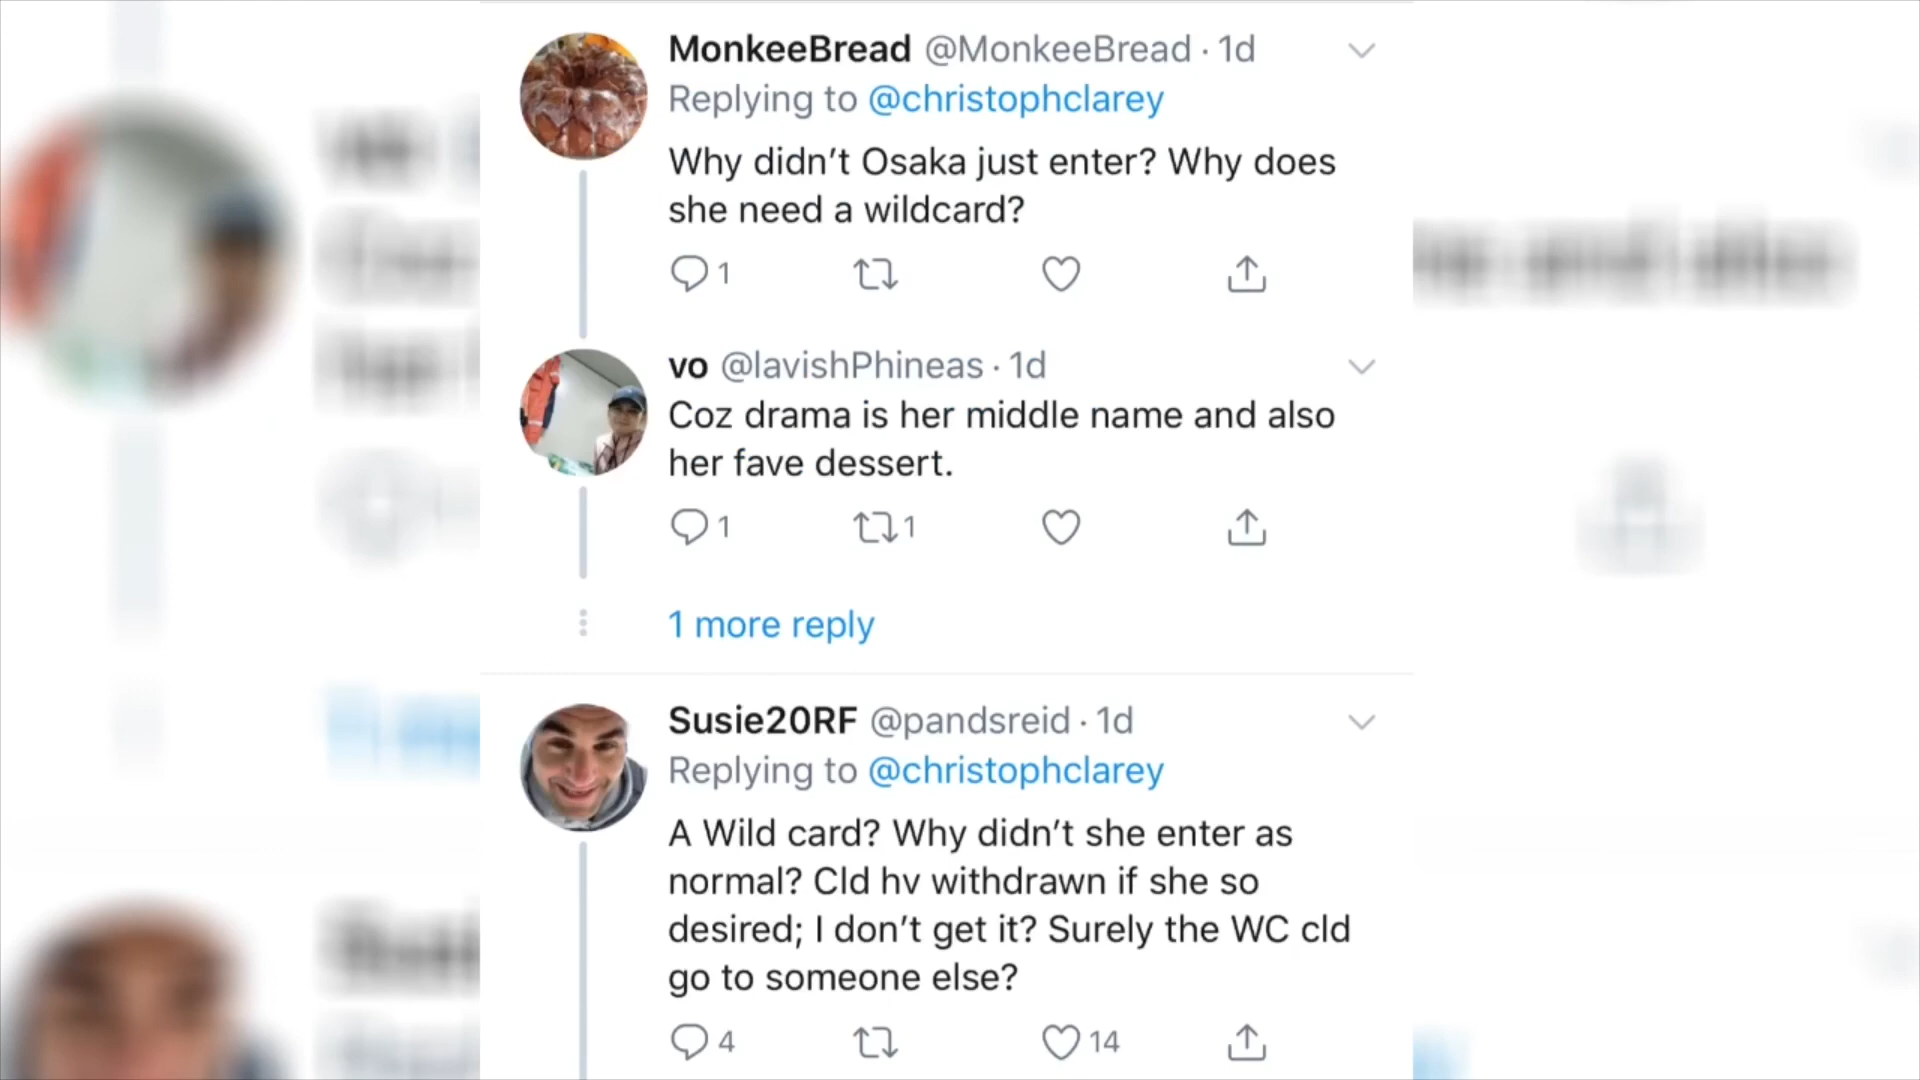 MonkeeBread @MonkeeBread · 1d
Replying to @christophclarey
Why didn’t Osaka just enter? Why does
she need a wildcard?
1
vo @lavishPhineas · 1d
Coz drama is her middle name and also
her fave dessert.
1 1
1 more reply
Susie20RF @pandsreid · 1d
Replying to @christophclarey
A Wild card? Why didn’t she enter as
normal? Cld hv withdrawn if she so
desired; I don’t get it? Surely the WC cld
go to someone else?
4 14